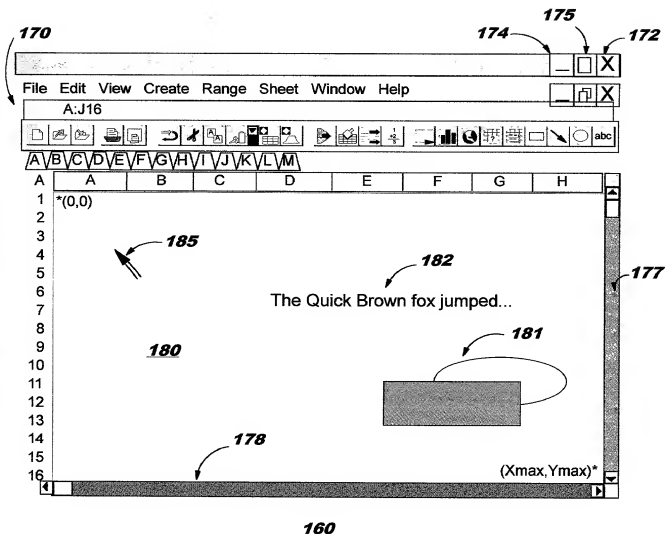 175
170
174
172
_ X
File Edit View Create Range Sheet Window Help
_ X
A:J16
abc
A B C D E F G H I J K L M
A A B C D E F G H
1 *(0,0)
2
3
185
4
182
5
177
6 The Quick Brown fox jumped...
7
8
181
9 180
10
11
12
13
14
178
15
(Xmax,Ymax)*
16
160